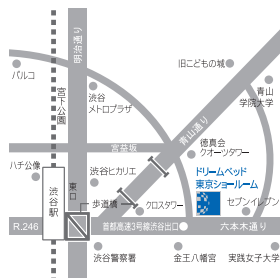 パルコ
宮下公園
明治通り
旧こどもの城
青山
学院大学
渋谷
メトロプラザ
青山通り
宮益坂
徳真会
クオーツタワー
ハチ公像
渋谷ヒカリエ
ドリームベッド
東京ショールーム
渋谷駅
東口
歩道橋
クロスタワー
セブンイレブン
R.246
首都高速3号線渋谷出口
六本木通り
渋谷警察署
金王八幡宮
実践女子大学